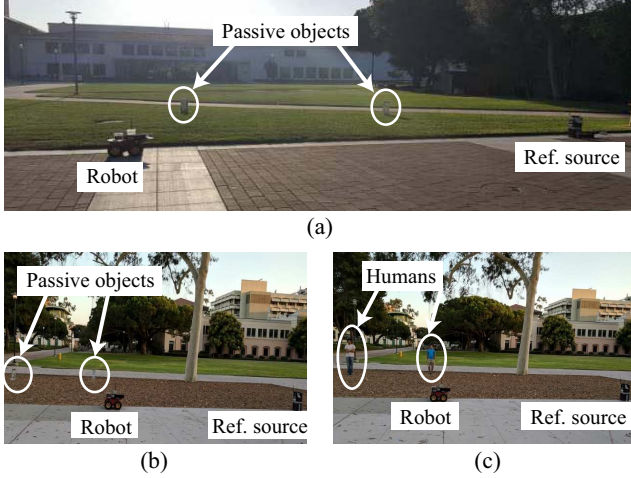 Passive objects
Robot
Ref. source
(a)
Passive objects
Robot
Ref. source
(b)
Humans
Robot
Ref. source
(c)